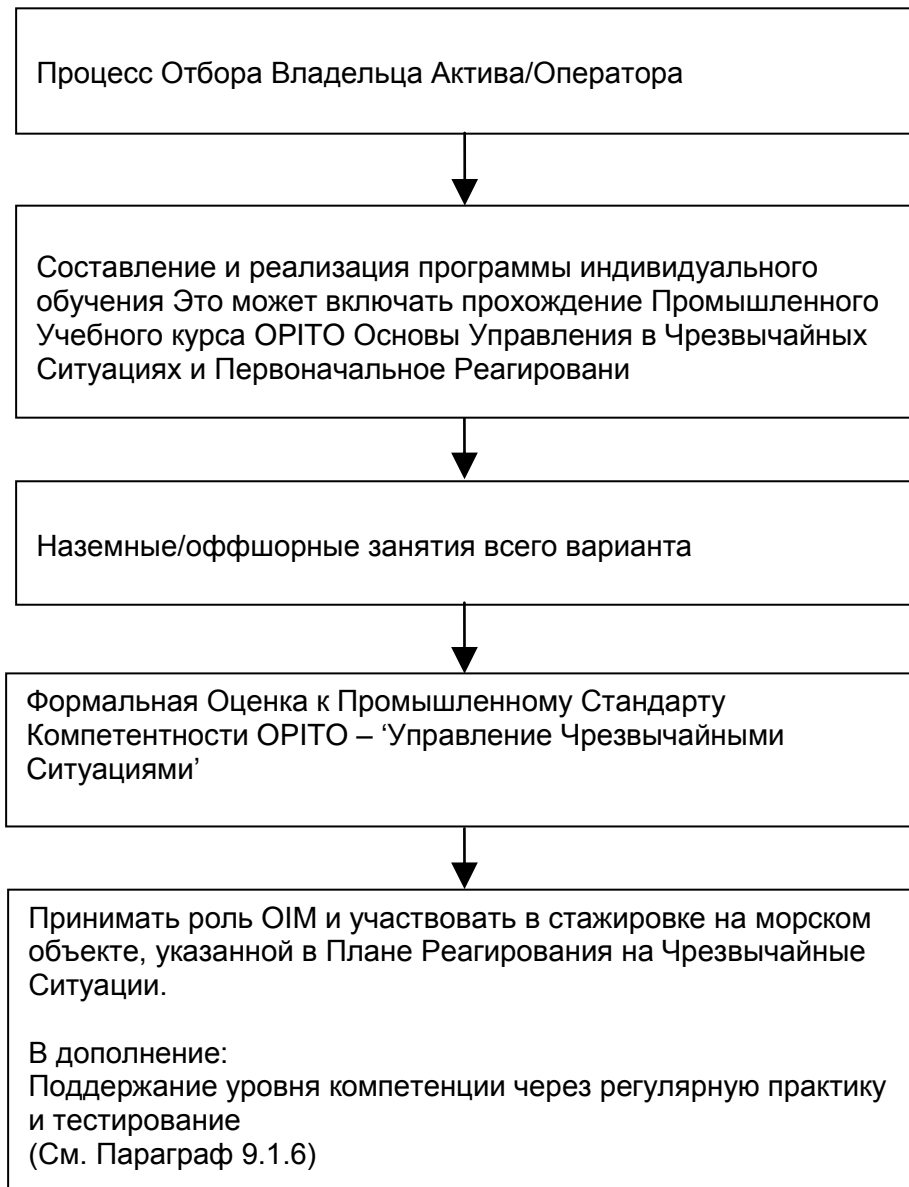 Процесс Отбора Владельца Актива/Оператора
Составление и реализация программы индивидуального
обучения Это может включать прохождение Промышленного
Учебного курса OPITO Основы Управления в Чрезвычайных
Ситуациях и Первоначальное Реагировани
Наземные/оффшорные занятия всего варианта
Формальная Оценка к Промышленному Стандарту
Компетентности OPITO – ‘Управление Чрезвычайными
Ситуациями’
Принимать роль OIM и участвовать в стажировке на морском
объекте, указанной в Плане Реагирования на Чрезвычайные
Ситуации.
В дополнение:
Поддержание уровня компетенции через регулярную практику
и тестирование
(См. Параграф 9.1.6)